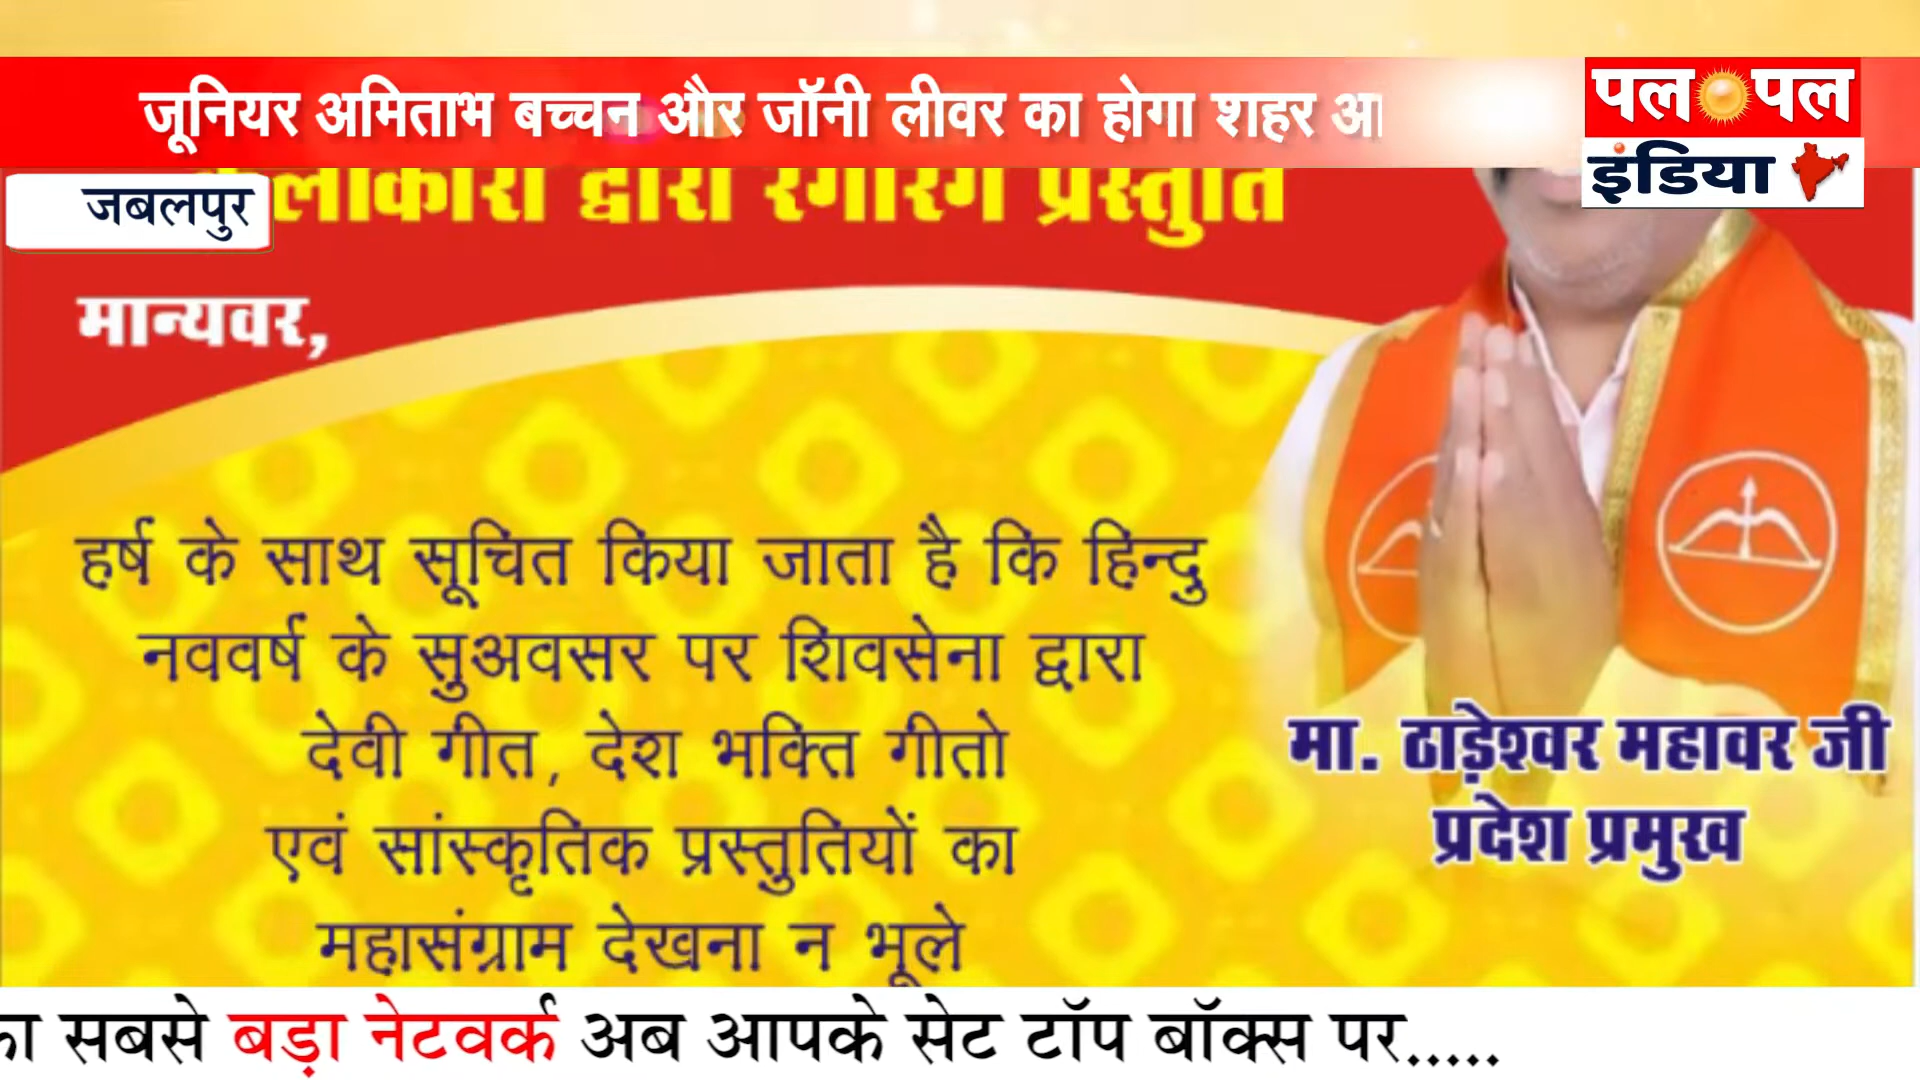 जूनियर अमिताभ बच्चन और जॉनी लीवर का होगा शहर
पल पल
इंडिया
जबलपुर
द्वारा रंगारंग प्रस्तुति
मान्यवर,
हर्ष के साथ सूचित किया जाता है कि हिन्दु
नववर्ष के सुअवसर पर शिवसेना द्वारा
देवी गीत, देश भक्ति गीतो
एवं सांस्कृतिक प्रस्तुतियों का
महासंग्राम देखना न भूले
मा. ठाड़ेश्वर महावर जी
प्रदेश प्रमुख
सबसे बड़ा नेटवर्क अब आपके सेट टॉप बॉक्स पर.....